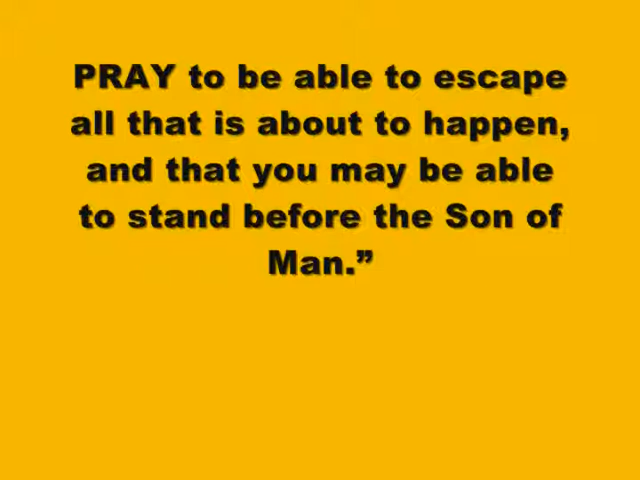 PRAY to be able to escape
all that is about to happen,
and that you may be able
to stand before the Son of
Man.”